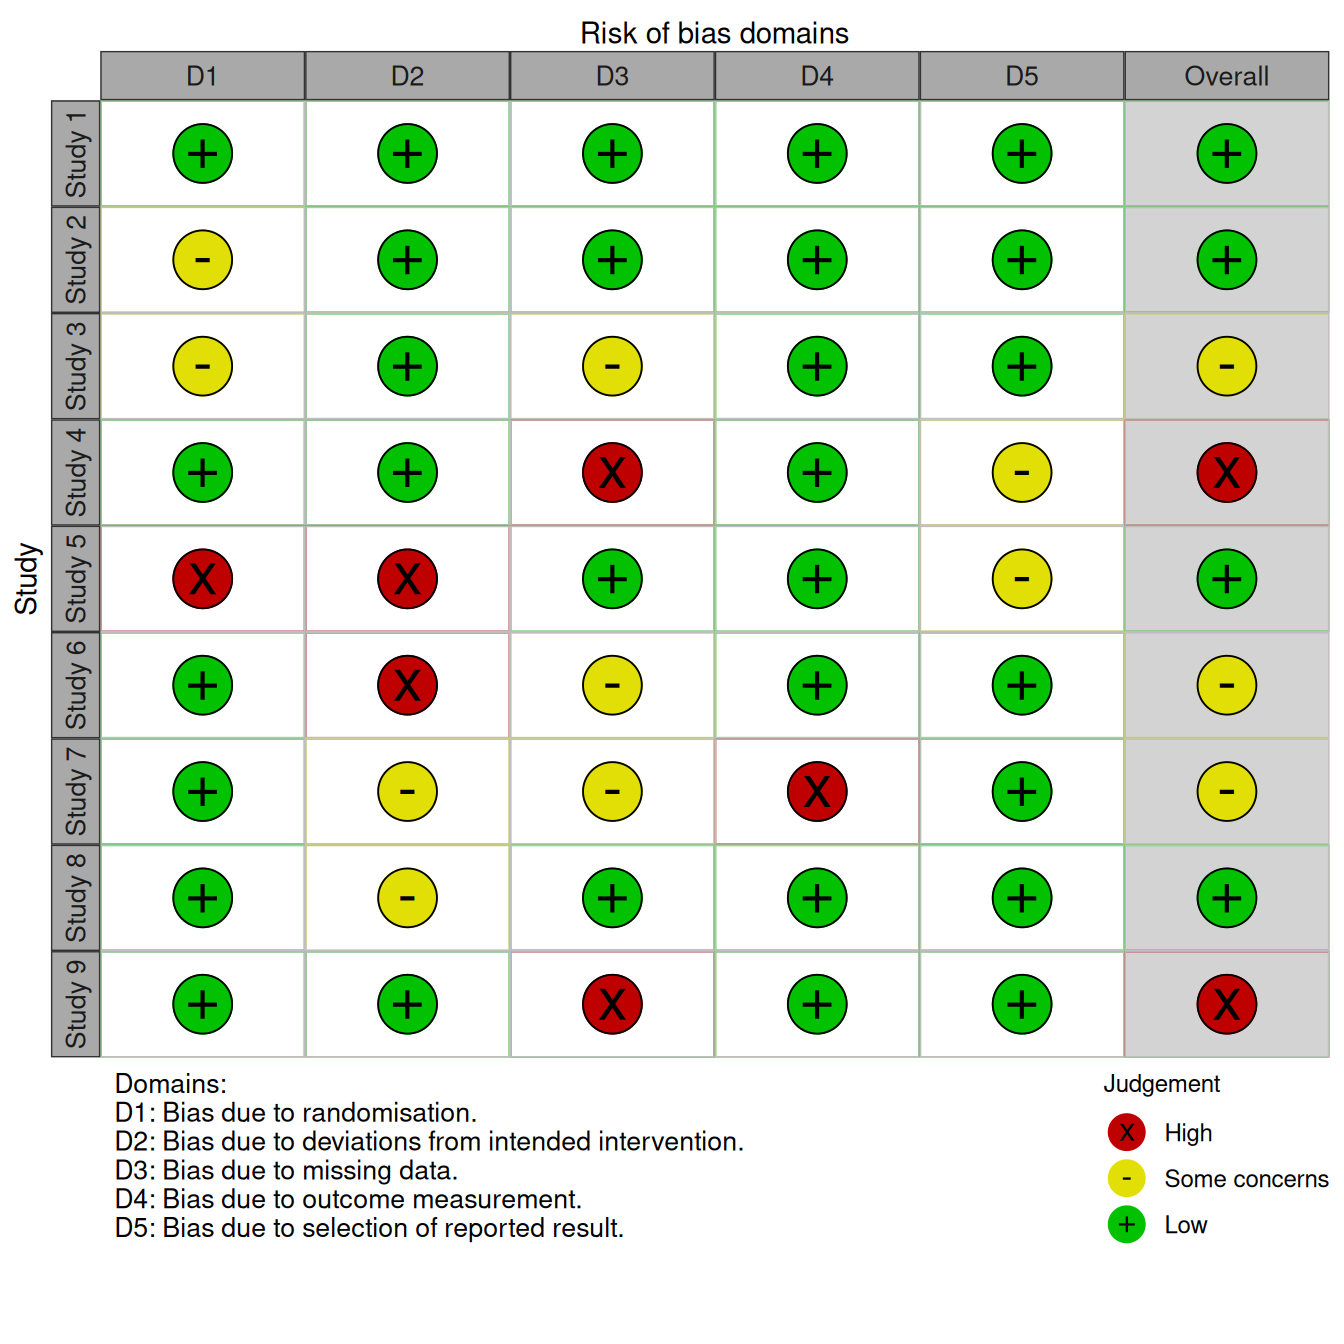 Risk of bias domains
D1 D2 D3 D4 D5 Overall
Study
Study 1 + + + + + +
Study 2 - + + + + +
Study 3 - + - + + -
Study 4 + + X + - X
Study 5 X X + + - +
Study 6 + X - + + -
Study 7 + - - X + -
Study 8 + - + + + +
Study 9 + + X + + X
Domains:
D1: Bias due to randomisation.
D2: Bias due to deviations from intended intervention.
D3: Bias due to missing data.
D4: Bias due to outcome measurement.
D5: Bias due to selection of reported result.
Judgement
X High
- Some concerns
+ Low